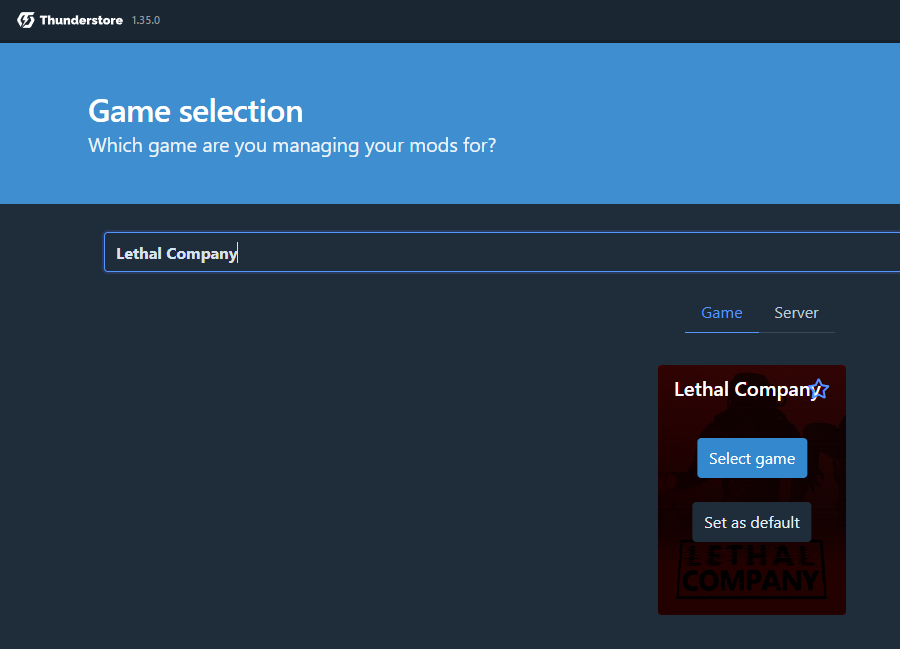 Thunderstore 1.35.0
Game selection
Which game are you managing your mods for?
Lethal Company
Game Server
Lethal Company
Select game
Set as default
LETHAL
COMPANY